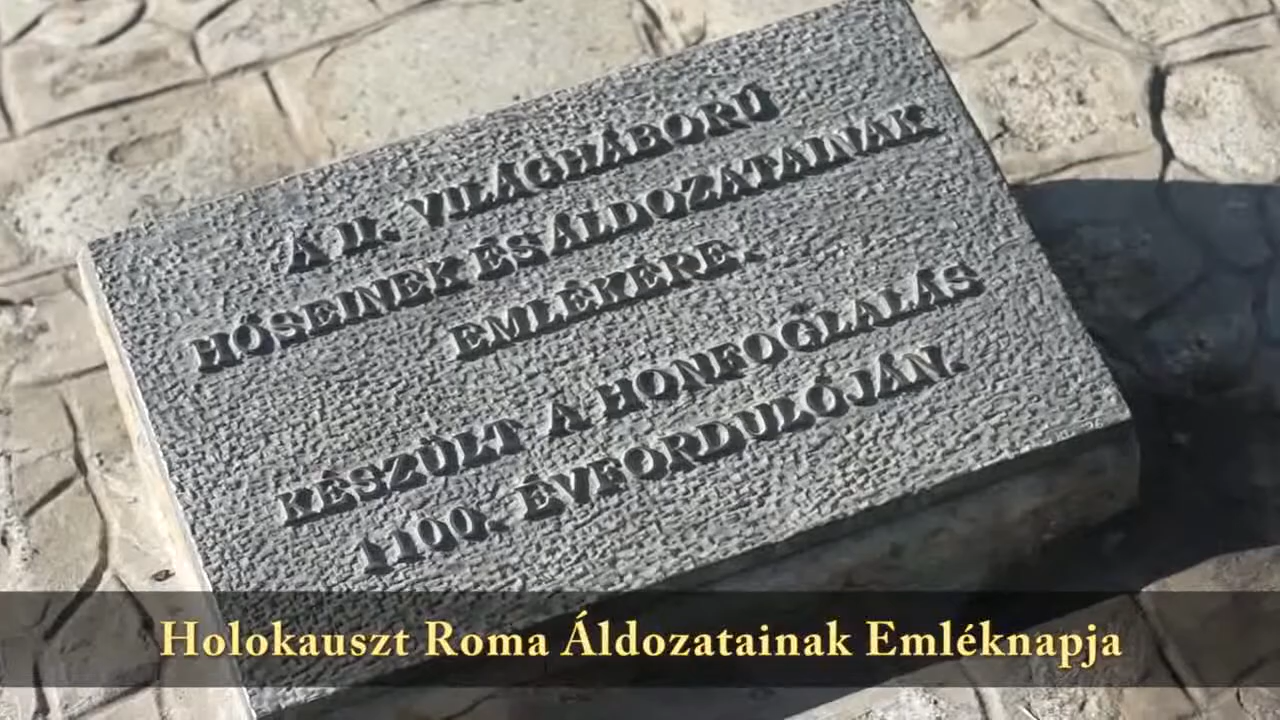 A II. VILÁGHÁBORÚ
HŐSEINEK ÉS ÁLDOZATAINAK
EMLÉKÉRE.
KÉSZÜLT A HONFOGLALÁS
1100. ÉVFORDULÓJÁN.
Holokauszt Roma Áldozatainak Emléknapja